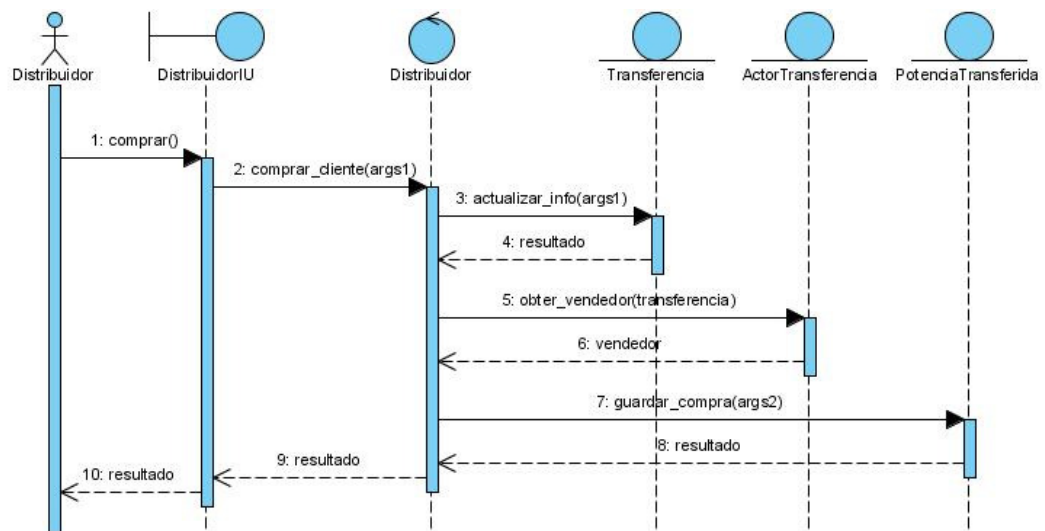 Distribuidor
DistribuidorIU
Distribuidor
Transferencia
ActorTransferencia
PotenciaTransferida
1: comprar()
2: comprar_cliente(args1)
3: actualizar_info(args1)
4: resultado
5: obter_vendedor(transferencia)
6: vendedor
7: guardar_compra(args2)
8: resultado
9: resultado
10: resultado